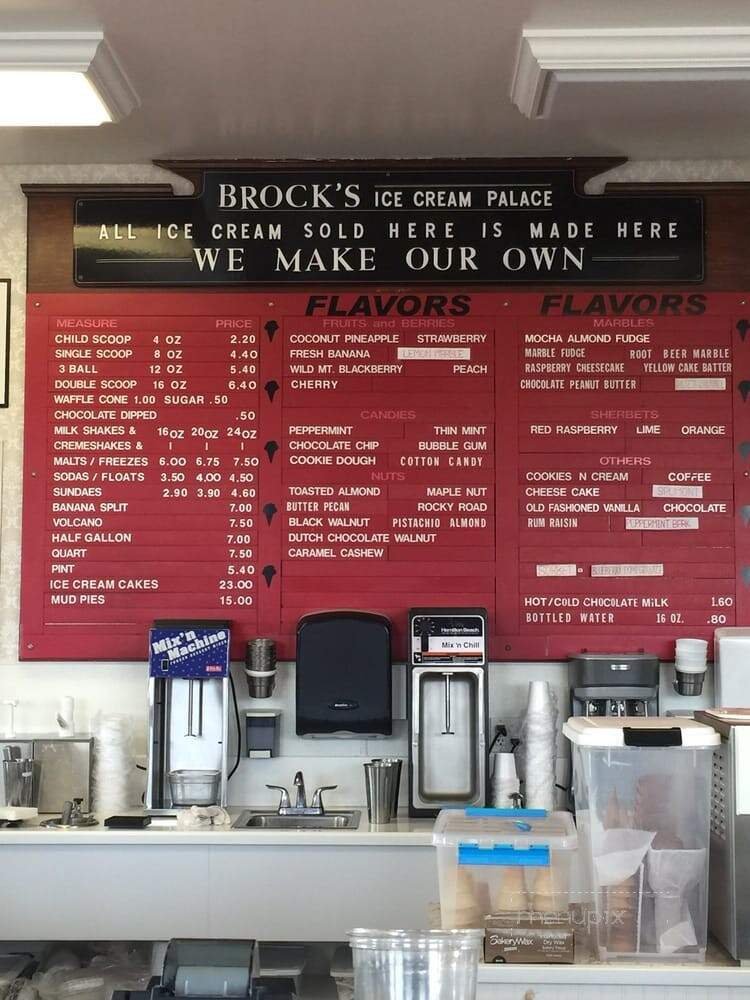 BROCK'S ICE CREAM PALACE
ALL ICE CREAM SOLD HERE IS MADE HERE
WE MAKE OUR OWN
MEASURE PRICE
CHILD SCOOP 4 OZ 2.20
SINGLE SCOOP 8 OZ 4.40
3 BALL 12 OZ 5.40
DOUBLE SCOOP 16 OZ 6.40
WAFFLE CONE 1.00 SUGAR .50
CHOCOLATE DIPPED .50
MILK SHAKES & 16OZ 20OZ 24OZ
CREMESHAKES & I I I
MALTS / FREEZES 6.00 6.75 7.50
SODAS / FLOATS 3.50 4.00 4.50
SUNDAES 2.90 3.90 4.60
BANANA SPLIT 7.00
VOLCANO 7.50
HALF GALLON 7.00
QUART 7.50
PINT 5.40
ICE CREAM CAKES 23.00
MUD PIES 15.00
FLAVORS
FRUITS and BERRIES
COCONUT PINEAPPLE STRAWBERRY
FRESH BANANA LEMON MARBLE
WILD MT. BLACKBERRY PEACH
CHERRY
CANDIES
PEPPERMINT THIN MINT
CHOCOLATE CHIP BUBBLE GUM
COOKIE DOUGH COTTON CANDY
NUTS
TOASTED ALMOND MAPLE NUT
BUTTER PECAN ROCKY ROAD
BLACK WALNUT PISTACHIO ALMOND
DUTCH CHOCOLATE WALNUT
CARAMEL CASHEW
FLAVORS
MARBLES
MOCHA ALMOND FUDGE
MARBLE FUDGE ROOT BEER MARBLE
RASPBERRY CHEESECAKE YELLOW CAKE BATTER
CHOCOLATE PEANUT BUTTER
SHERBETS
RED RASPBERRY LIME ORANGE
OTHERS
COOKIES N CREAM COFFEE
CHEESE CAKE SPUMONI
OLD FASHIONED VANILLA CHOCOLATE
RUM RAISIN PEPPERMINT BARK
HOT/COLD CHOCOLATE MILK 1.60
BOTTLED WATER 16 OZ. .80
Mix'n Machine
Hamilton Beach
Mix 'n Chill
BakeryWax
Dry Wax
menupix